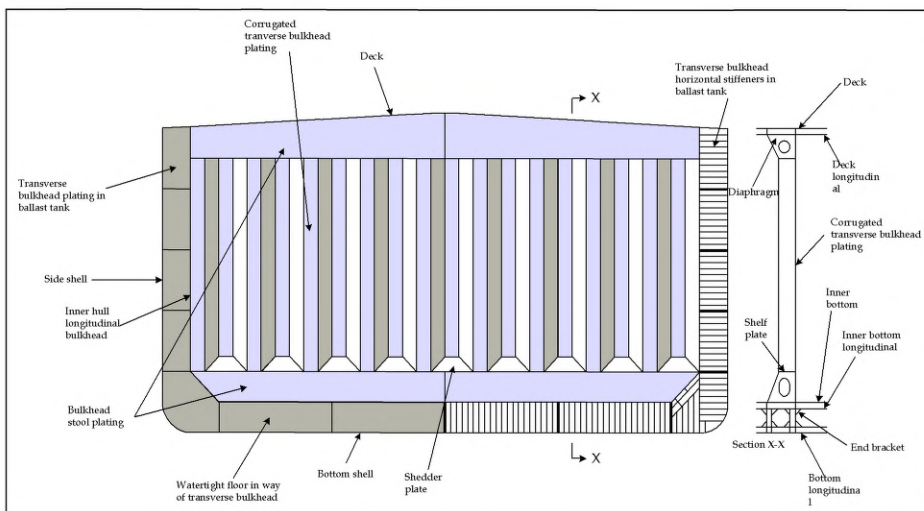 Corrugated
tranverse bulkhead
plating
Deck
X
Transverse bulkhead
horizontal stiffeners in
ballast tank
Deck
Transverse
bulkhead plating in
ballast tank
Diaphragm
Deck
longitudin
al
Corrugated
transverse bulkhead
plating
Side shell
Inner hull
longitudinal
bulkhead
Inner
bottom
Shelf
plate
Inner bottom
longitudinal
Bulkhead
stool plating
Section X-X
End bracket
X
Bottom shell
Shedder
plate
Watertight floor in way
of transverse bulkhead
Bottom
longitudina
l